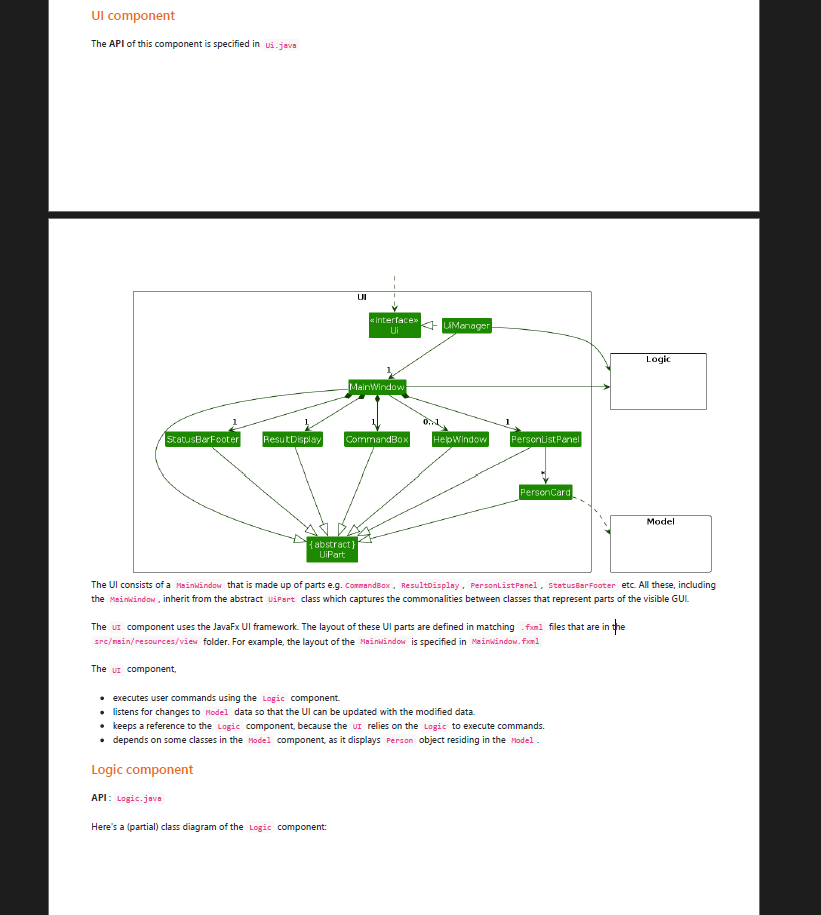 UI component
The API of this component is specified in Ui.java
UI
«interface»
Ui
UiManager
Logic
1
MainWindow
1
1
1
0..1
1
StatusBarFooter
ResultDisplay
CommandBox
HelpWindow
PersonListPanel
*
PersonCard
Model
{abstract}
UiPart
The UI consists of a MainWindow that is made up of parts e.g. CommandBox, ResultDisplay, PersonListPanel, StatusBarFooter etc. All these, including
the MainWindow, inherit from the abstract UiPart class which captures the commonalities between classes that represent parts of the visible GUI.
The UI component uses the JavaFx UI framework. The layout of these UI parts are defined in matching .fxml files that are in the
src/main/resources/view folder. For example, the layout of the MainWindow is specified in MainWindow.fxml
The UI component,
• executes user commands using the Logic component.
• listens for changes to Model data so that the UI can be updated with the modified data.
• keeps a reference to the Logic component, because the UI relies on the Logic to execute commands.
• depends on some classes in the Model component, as it displays Person object residing in the Model.
Logic component
API : Logic.java
Here's a (partial) class diagram of the Logic component: